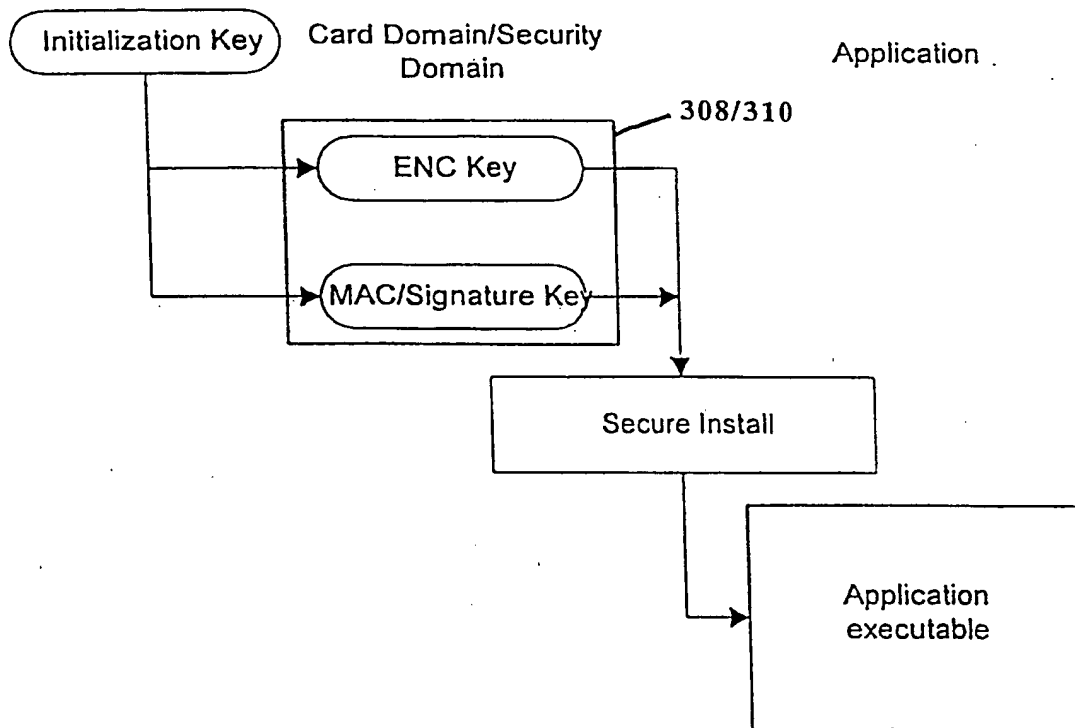 Initialization Key
Card Domain/Security
Domain
Application
308/310
ENC Key
MAC/Signature Key
Secure Install
Application
executable